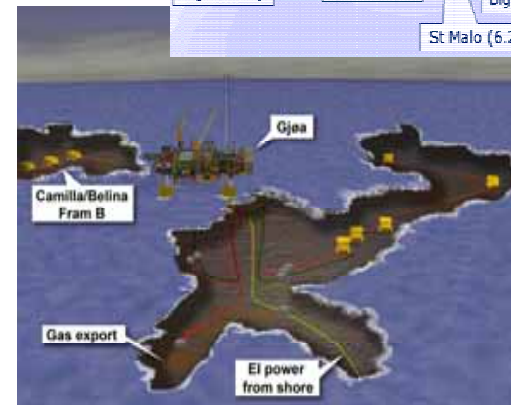 St Malo (6.2
Gjøa
Camilla/Belina
Fram B
Gas export
El power
from shore